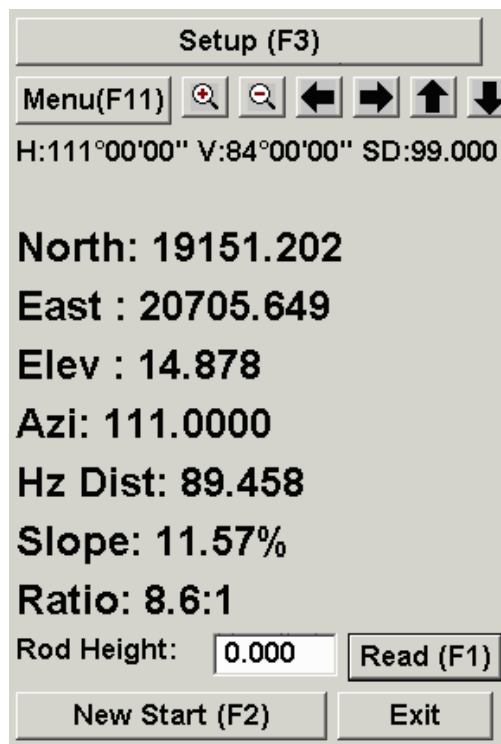 Setup (F3)
Menu(F11)
H:111°00'00" V:84°00'00" SD:99.000
North: 19151.202
East : 20705.649
Elev : 14.878
Azi: 111.0000
Hz Dist: 89.458
Slope: 11.57%
Ratio: 8.6:1
Rod Height: 0.000 Read (F1)
New Start (F2) Exit